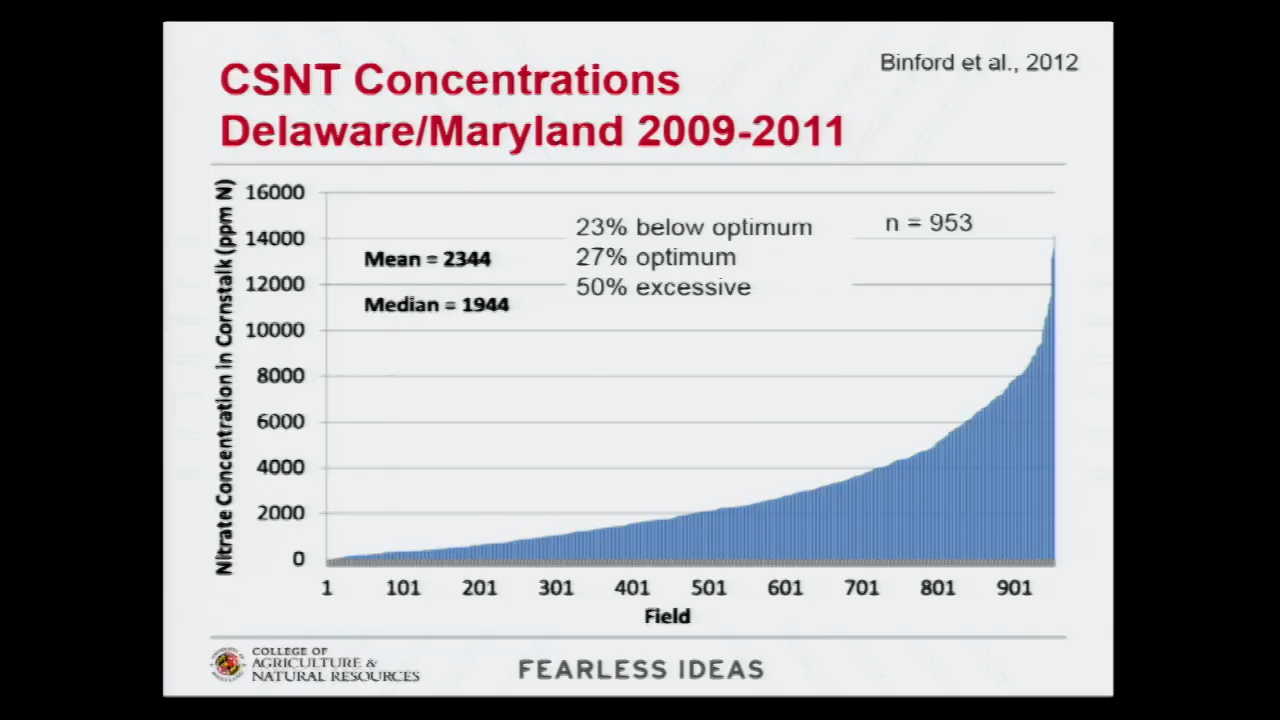 CSNT Concentrations
Delaware/Maryland 2009-2011
Binford et al., 2012
Nitrate Concentration in Cornstalk (ppm N)
16000
14000
12000
10000
8000
6000
4000
2000
0
Mean = 2344
Median = 1944
23% below optimum
27% optimum
50% excessive
n = 953
1 101 201 301 401 501 601 701 801 901
Field
COLLEGE OF
AGRICULTURE &
NATURAL RESOURCES
FEARLESS IDEAS